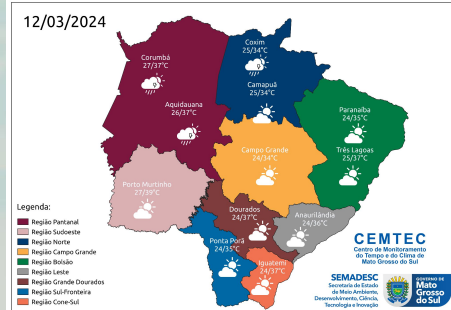 12/03/2024
Corumbá
27/37°C
Coxim
25/34°C
Camapuã
25/34°C
Aquidauana
26/37°C
Paranaíba
24/35°C
Campo Grande
24/34°C
Três Lagoas
25/37°C
Porto Murtinho
27/39°C
Dourados
24/37°C
Anaurilândia
24/36°C
Ponta Porã
24/35°C
Iguatemi
24/37°C
Legenda:
Região Pantanal
Região Sudoeste
Região Norte
Região Campo Grande
Região Bolsão
Região Leste
Região Grande Dourados
Região Sul-Fronteira
Região Cone-Sul
CEMTEC
Centro de Monitoramento
do Tempo e do Clima de
Mato Grosso do Sul
SEMADESC
Secretaria de Estado
de Meio Ambiente,
Desenvolvimento, Ciência,
Tecnologia e Inovação
GOVERNO DE
Mato
Grosso
do Sul